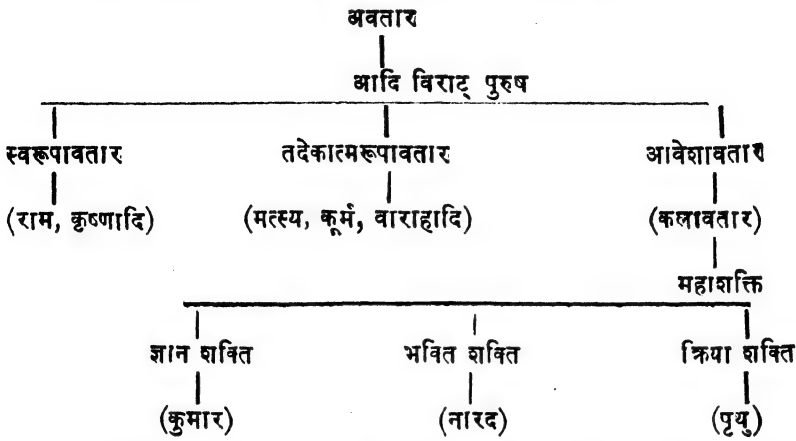 अवतार
आदि विराट् पुरुष
स्वरूपावतार तदेकात्मरूपावतार आवेशावतार
(राम, कृष्णादि) (मत्स्य, कूर्म, वाराहादि) (कलावतार)
महाशक्ति
ज्ञान शक्ति भक्ति शक्ति क्रिया शक्ति
(कुमार) (नारद) (पृथु)